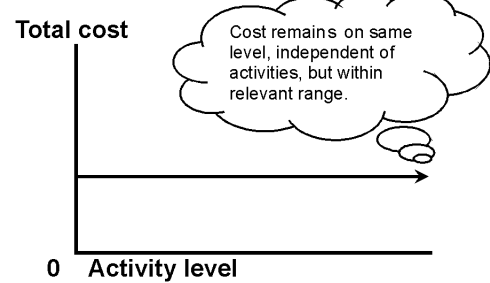 Total cost
Cost remains on same
level, independent of
activities, but within
relevant range.
0 Activity level